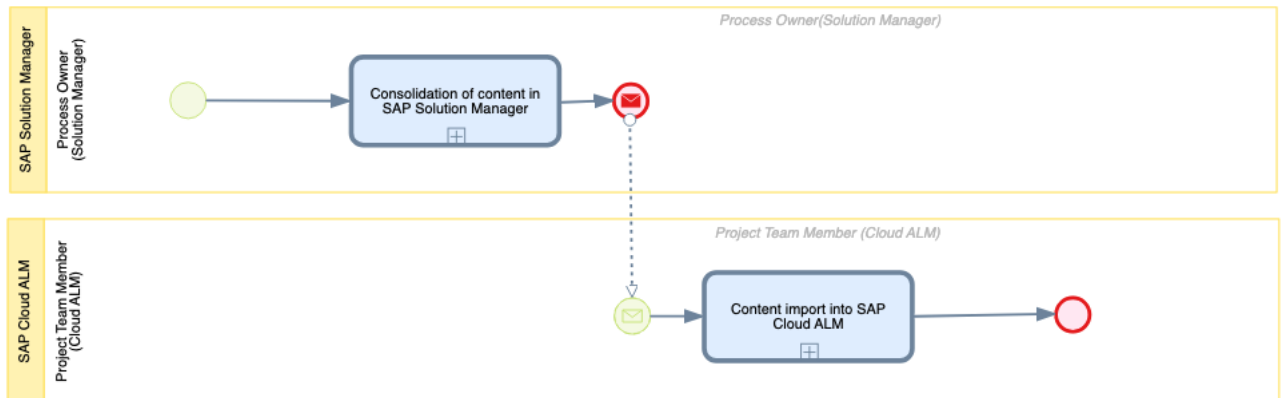 Process Owner(Solution Manager)
SAP Solution Manager
Process Owner
(Solution Manager)
Consolidation of content in
SAP Solution Manager
Project Team Member (Cloud ALM)
SAP Cloud ALM
Project Team Member
(Cloud ALM)
Content import into SAP
Cloud ALM